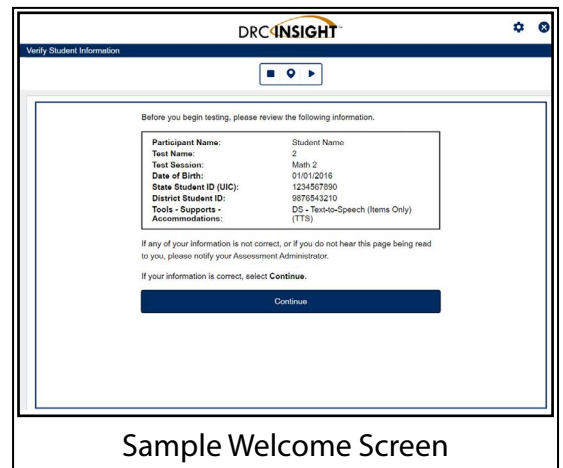 DRC INSIGHT
Verify Student Information
Before you begin testing, please review the following information.
Participant Name: Student Name
Test Name: 2
Test Session: Math 2
Date of Birth: 01/01/2016
State Student ID (UIC): 1234567890
District Student ID: 9876543210
Tools - Supports - DS - Text-to-Speech (Items Only)
Accommodations: (TTS)
If any of your information is not correct, or if you do not hear this page being read
to you, please notify your Assessment Administrator.
If your information is correct, select Continue.
Continue
Sample Welcome Screen